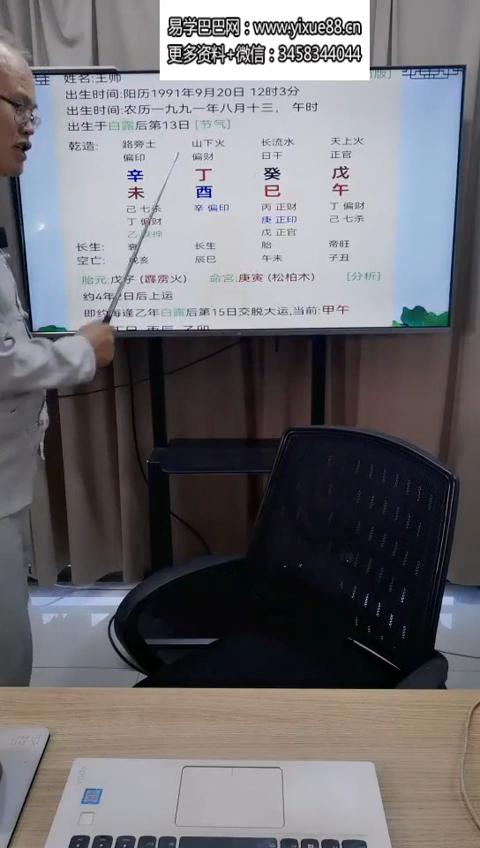 易学巴巴网：www.yixue88.cn
更多资料+微信：3458344044
姓名:王帅
出生时间:阳历1991年9月20日 12时3分
出生时间:农历一九九一年八月十三， 午时
出生于白露后第13日 [节气]
乾造： 路旁土 山下火 长流水 天上火
偏印 偏财 日干 正官
辛 丁 癸 戊
未 酉 巳 午
己 七杀 辛 偏印 丙 正财 丁 偏财
丁 偏财 庚 正印 己 七杀
乙 戊 正官
长生： 衰 长生 胎 帝旺
空亡： 戌亥 辰巳 午未 子丑
胎元:戊子 (霹雳火) 命宫:庚寅 (松柏木) [分析]
约4年2日后上运
即约每逢乙年白露后第15日交脱大运,当前:甲午